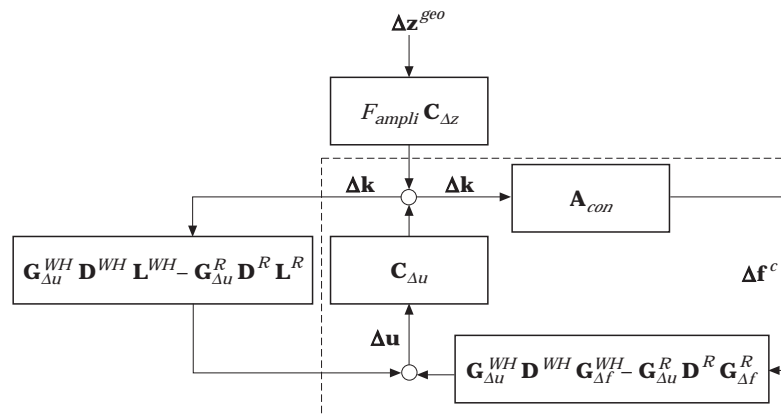 Δz^geo
F_ampli C_Δz
Δk Δk
A_con
G_Δu^WH D^WH L^WH – G_Δu^R D^R L^R
C_Δu
Δf^c
Δu
G_Δu^WH D^WH G_Δf^WH – G_Δu^R D^R G_Δf^R